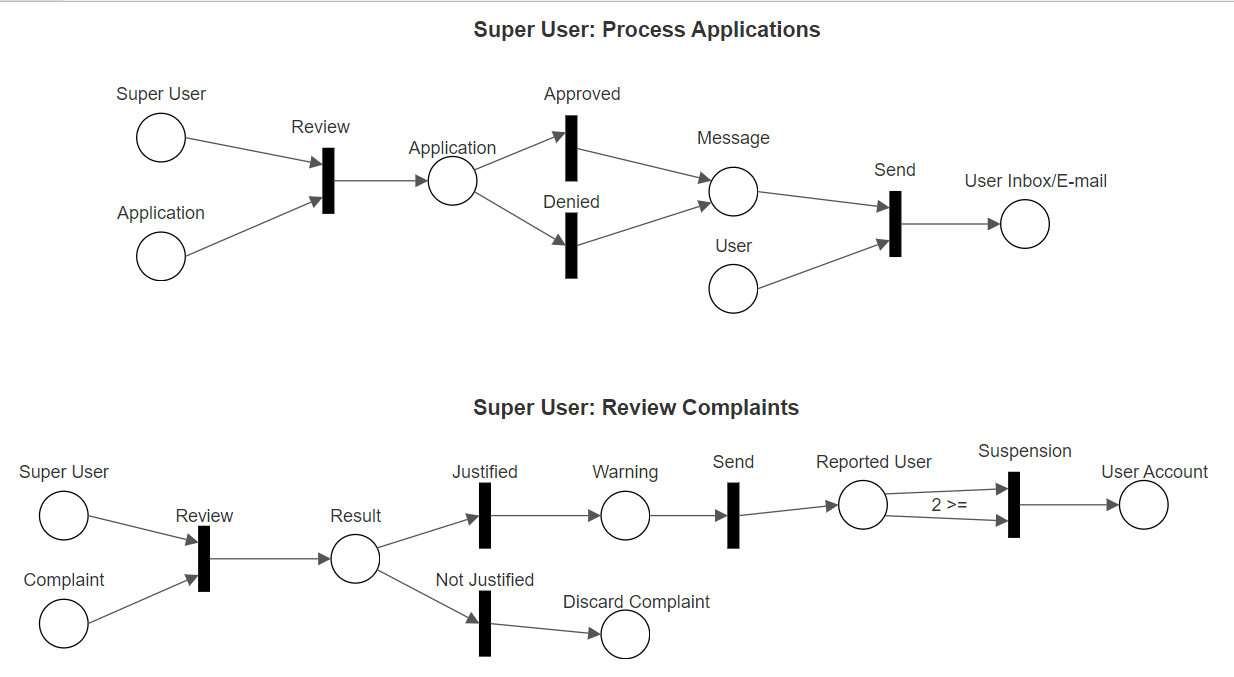 Super User: Process Applications
Super User
Approved
Review
Message
Application
Send
User Inbox/E-mail
Denied
Application
User
Super User: Review Complaints
Suspension
Send
Reported User
Super User
Justified
Warning
User Account
2 >=
Review
Result
Complaint
Not Justified
Discard Complaint